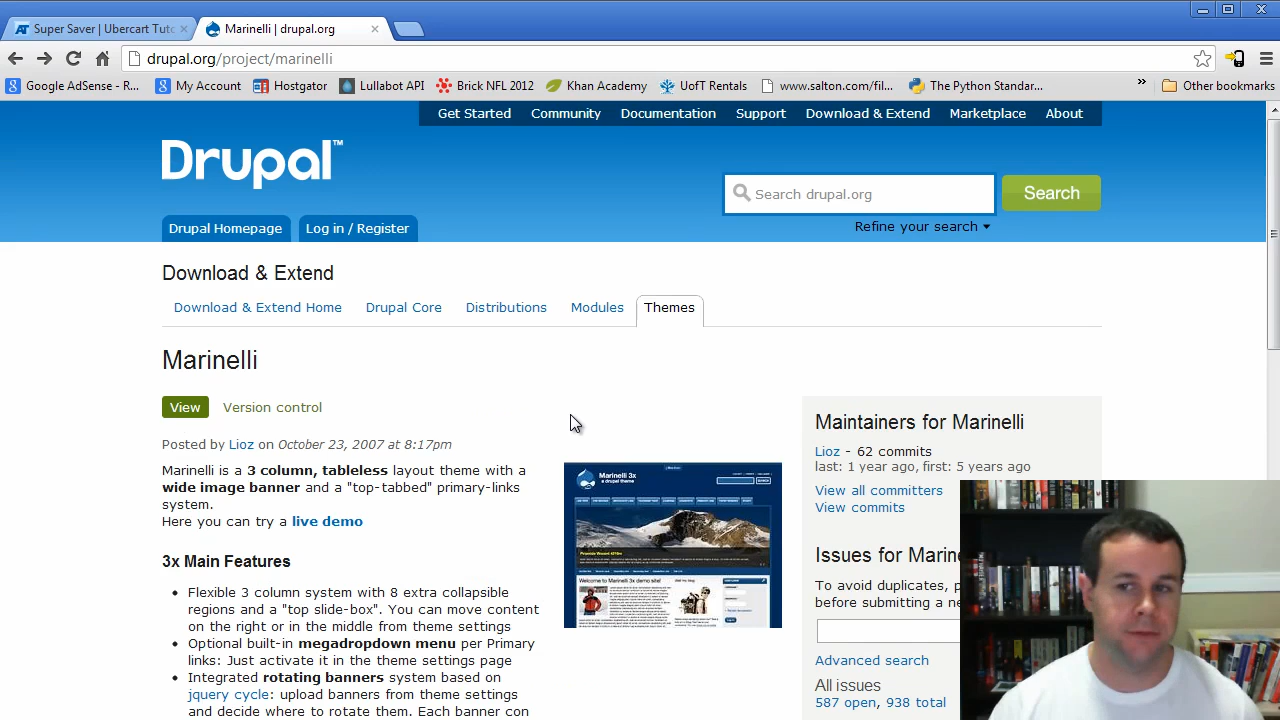 Super Saver | Ubercart Tuto
Marinelli | drupal.org
drupal.org/project/marinelli
Google AdSense - R...
My Account
Hostgator
Lullabot API
Brick NFL 2012
Khan Academy
UofT Rentals
www.salton.com/fil...
The Python Standar...
Other bookmarks
Get Started
Community
Documentation
Support
Download & Extend
Marketplace
About
Drupal™
Search drupal.org
Search
Refine your search
Drupal Homepage
Log in / Register
Download & Extend
Download & Extend Home
Drupal Core
Distributions
Modules
Themes
Marinelli
View
Version control
Posted by Lioz on October 23, 2007 at 8:17pm
Marinelli is a 3 column, tableless layout theme with a
wide image banner and a "top-tabbed" primary-links
system.
Here you can try a live demo
3x Main Features
Flexible 3 column system with extra collapsible
regions and a "top slide-box". You can move content
on the right or in the middle from theme settings
Optional built-in megadropdown menu per Primary
links: Just activate it in the theme settings page
Integrated rotating banners system based on
jquery cycle: upload banners from theme settings
and decide where to rotate them. Each banner con
Marinelli 3x
a drupal theme
Welcome to Marinelli 3x demo site!
Maintainers for Marinelli
Lioz - 62 commits
last: 1 year ago, first: 5 years ago
View all committers
View commits
Issues for Marine
To avoid duplicates, p
before submitting a ne
Advanced search
All issues
587 open, 938 total